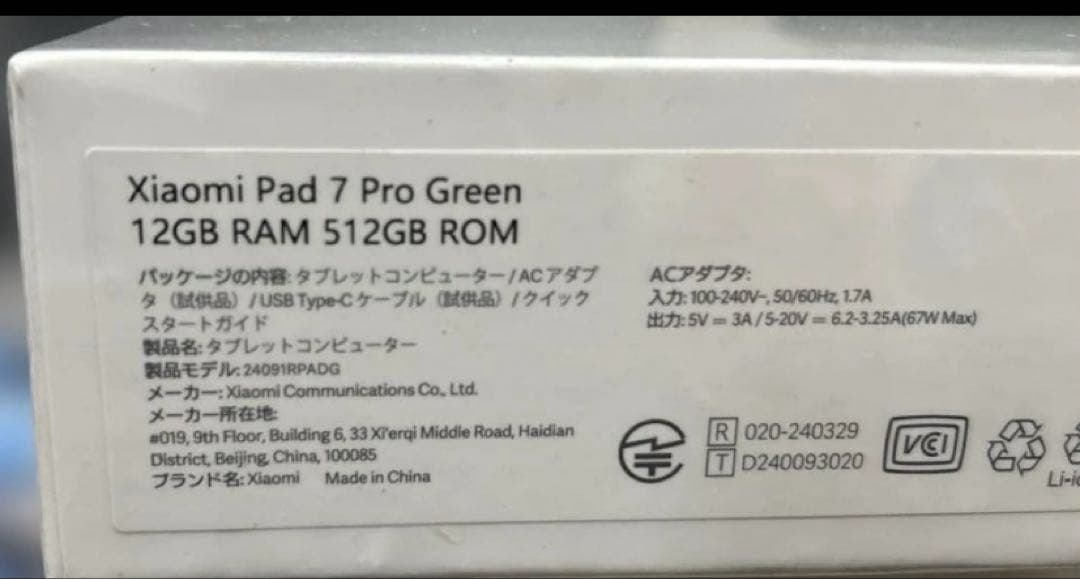 Xiaomi Pad 7 Pro Green
12GB RAM 512GB ROM
パッケージの内容: タブレットコンピューター / ACアダプ
タ（試供品）/ USB Type-C ケーブル（試供品）/ クイック
スタートガイド
製品名: タブレットコンピューター
製品モデル: 24091RPADG
メーカー: Xiaomi Communications Co., Ltd.
メーカー所在地:
#019, 9th Floor, Building 6, 33 Xi'erqi Middle Road, Haidian
District, Beijing, China, 100085
ブランド名: Xiaomi Made in China
ACアダプタ:
入力: 100-240V~, 50/60Hz, 1.7A
出力: 5V = 3A / 5-20V = 6.2-3.25A(67W Max)
R 020-240329
T D240093020
VCCI